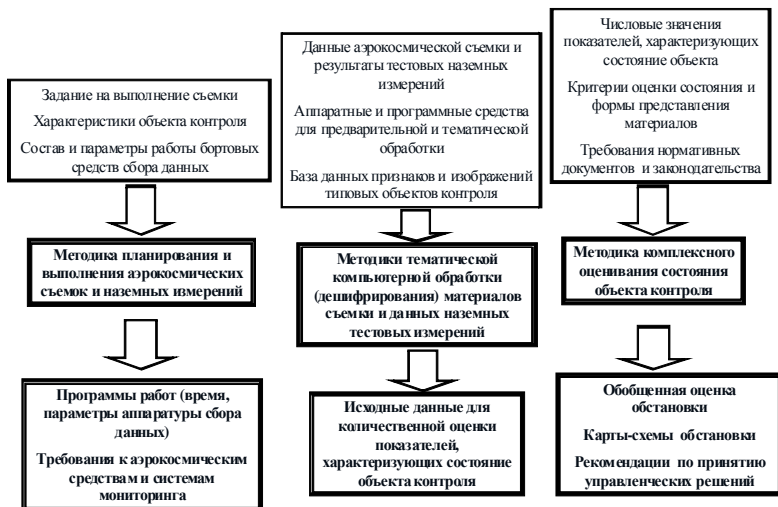 Задание на выполнение съемки
Характеристики объекта контроля
Состав и параметры работы бортовых
средств сбора данных
Методика планирования и
выполнения аэрокосмических
съемок и наземных измерений
Программы работ (время,
параметры аппаратуры сбора
данных)
Требования к аэрокосмическим
средствам и системам
мониторинга
Данные аэрокосмической съемки и
результаты тестовых наземных
измерений
Аппаратные и программные средства
для предварительной и тематической
обработки
База данных признаков и изображений
типовых объектов контроля
Методики тематической
компьютерной обработки
(дешифрирования) материалов
съемки и данных наземных
тестовых измерений
Исходные данные для
количественной оценки
показателей,
характеризующих состояние
объекта контроля
Числовые значения
показателей, характеризующих
состояние объекта
Критерии оценки состояния и
формы представления
материалов
Требования нормативных
документов и законодательства
Методика комплексного
оценивания состояния
объекта контроля
Обобщенная оценка
обстановки
Карты-схемы обстановки
Рекомендации по принятию
управленческих решений